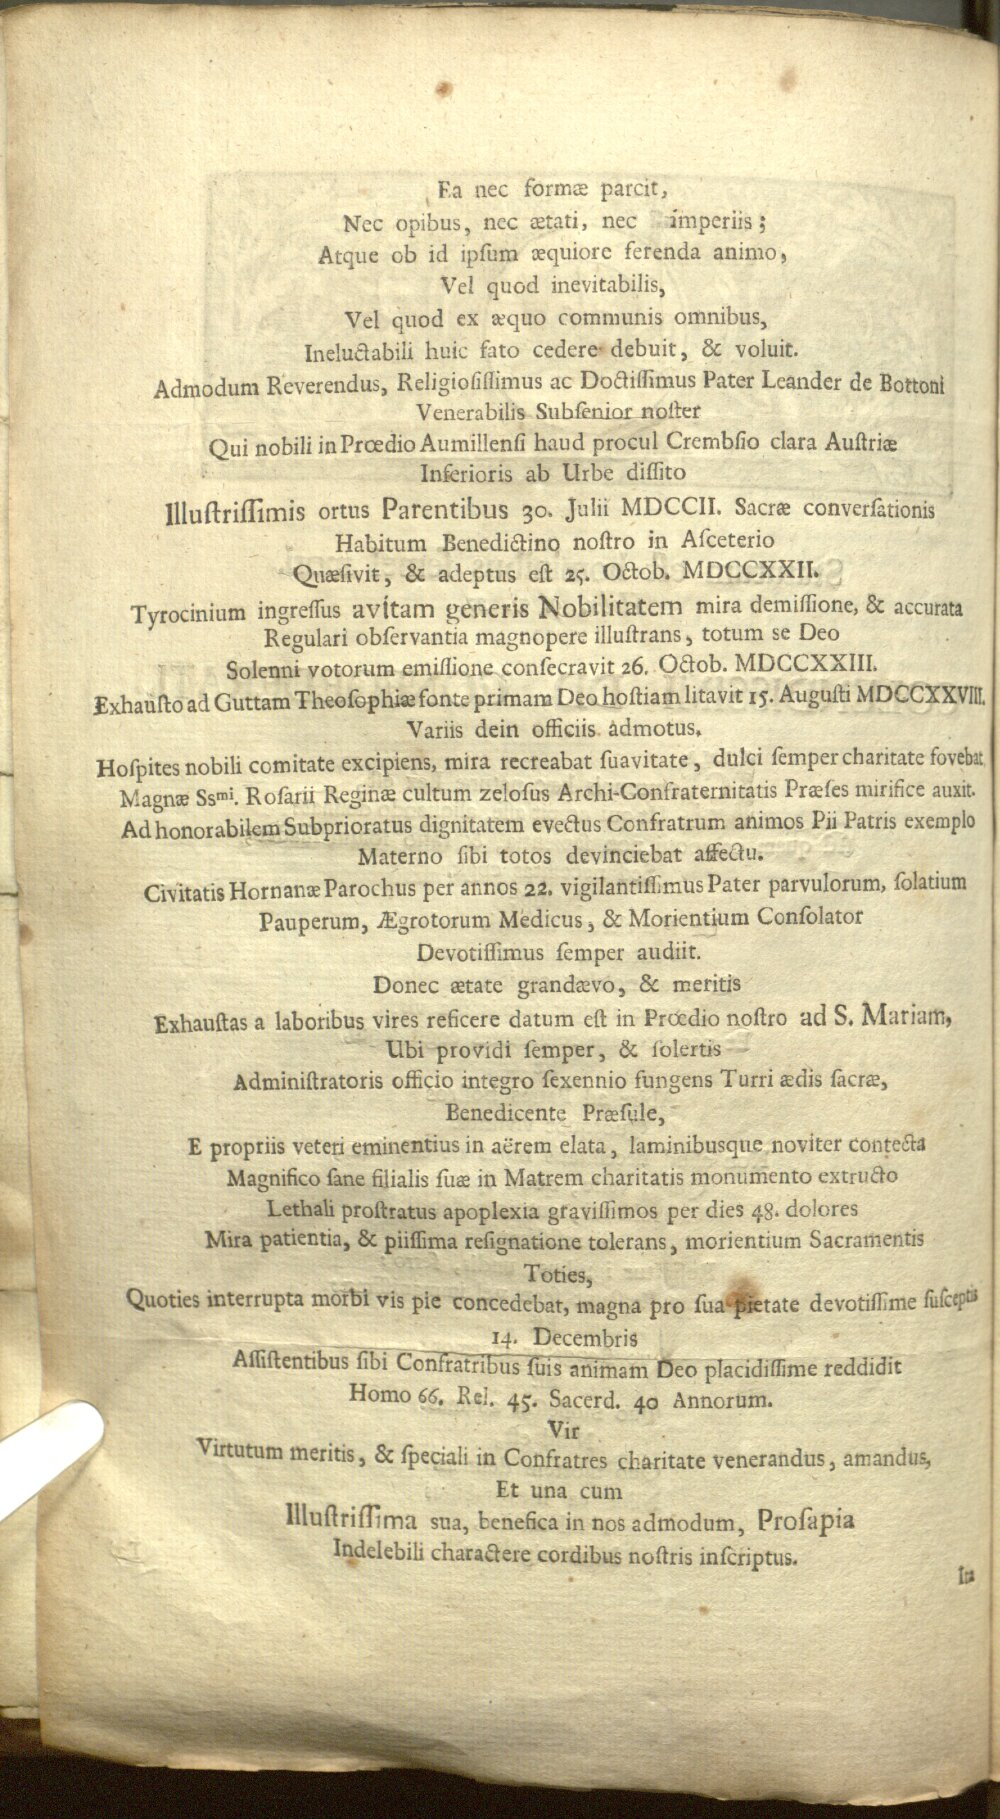 Ea nec formæ parcit,
Nec opibus, nec ætati, nec imperiis;
Atque ob id ipſum æquiore ferenda animo,
Vel quod inevitabilis,
Vel quod ex æquo communis omnibus,
Ineluctabili huic fato cedere debuit, & voluit.
Admodum Reverendus, Religioſiſſimus ac Doctiſſimus Pater Leander de Bottoni
Venerabilis Subſenior noſter
Qui nobili in Prœdio Aumillenſi haud procul Crembſio clara Auſtriæ
Inferioris ab Urbe diſſito
Illuſtriſſimis ortus Parentibus 30. Julii MDCCII. Sacræ converſationis
Habitum Benedictino noſtro in Aſceterio
Quæſivit, & adeptus eſt 25. Octob. MDCCXXII.
Tyrocinium ingreſſus avitam generis Nobilitatem mira demiſſione, & accurata
Regulari obſervantia magnopere illuſtrans, totum se Deo
Solenni votorum emiſſione conſecravit 26. Octob. MDCCXXIII.
Exhauſto ad Guttam Theoſophiæ fonte primam Deo hoſtiam litavit 15. Auguſti MDCCXXVIII.
Variis dein officiis admotus,
Hoſpites nobili comitate excipiens, mira recreabat ſuavitate, dulci ſemper charitate fovebat
Magnæ Ssmi. Roſarii Reginæ cultum zeloſus Archi-Confraternitatis Præſes mirifice auxit.
Ad honorabilem Subprioratus dignitatem evectus Confratrum animos Pii Patris exemplo
Materno ſibi totos devinciebat affectu.
Civitatis Hornanæ Parochus per annos 22. vigilantiſſimus Pater parvulorum, ſolatium
Pauperum, Ægrotorum Medicus, & Morientium Conſolator
Devotiſſimus ſemper audiit.
Donec ætate grandævo, & meritis
Exhauſtas a laboribus vires reficere datum eſt in Prœdio noſtro ad S. Mariam,
Ubi providi ſemper, & ſolertis
Adminiſtratoris officio integro ſexennio fungens Turri ædis ſacræ,
Benedicente Præſule,
E propriis veteri eminentius in aërem elata, laminibusque noviter contecta
Magnifico ſane filialis ſuæ in Matrem charitatis monumento extructo
Lethali proſtratus apoplexia graviſſimos per dies 48. dolores
Mira patientia, & piiſſima reſignatione tolerans, morientium Sacramentis
Toties,
Quoties interrupta morbi vis pie concedebat, magna pro ſua pietate devotiſſime ſuſceptis
14. Decembris
Aſſiſtentibus ſibi Confratribus ſuis animam Deo placidiſſime reddidit
Homo 66. Rel. 45. Sacerd. 40 Annorum.
Vir
Virtutum meritis, & ſpeciali in Confratres charitate venerandus, amandus,
Et una cum
Illuſtriſſima sua, benefica in nos admodum, Proſapia
Indelebili charactere cordibus noſtris inſcriptus.